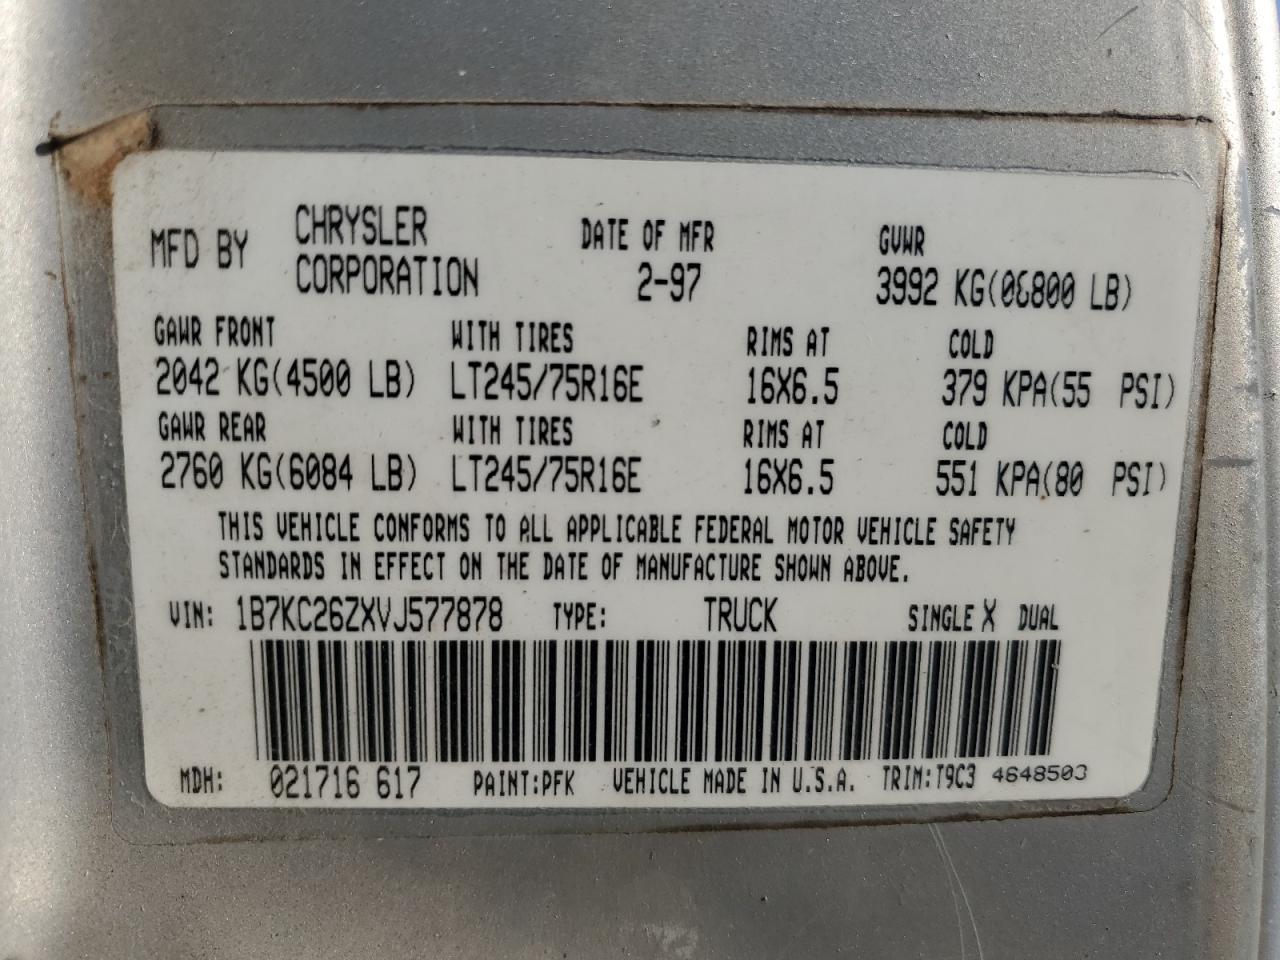 MFD BY CHRYSLER CORPORATION DATE OF MFR 2-97 GVWR 3992 KG(08800 LB)
GAWR FRONT WITH TIRES RIMS AT COLD
2042 KG(4500 LB) LT245/75R16E 16X6.5 379 KPA(55 PSI)
GAWR REAR WITH TIRES RIMS AT COLD
2760 KG(6084 LB) LT245/75R16E 16X6.5 551 KPA(80 PSI)
THIS VEHICLE CONFORMS TO ALL APPLICABLE FEDERAL MOTOR VEHICLE SAFETY
STANDARDS IN EFFECT ON THE DATE OF MANUFACTURE SHOWN ABOVE.
VIN: 1B7KC26ZXVJ577878 TYPE: TRUCK SINGLE X DUAL
MDH: 021716 617 PAINT:PFK VEHICLE MADE IN U.S.A. TRIM:T9C3 4648503